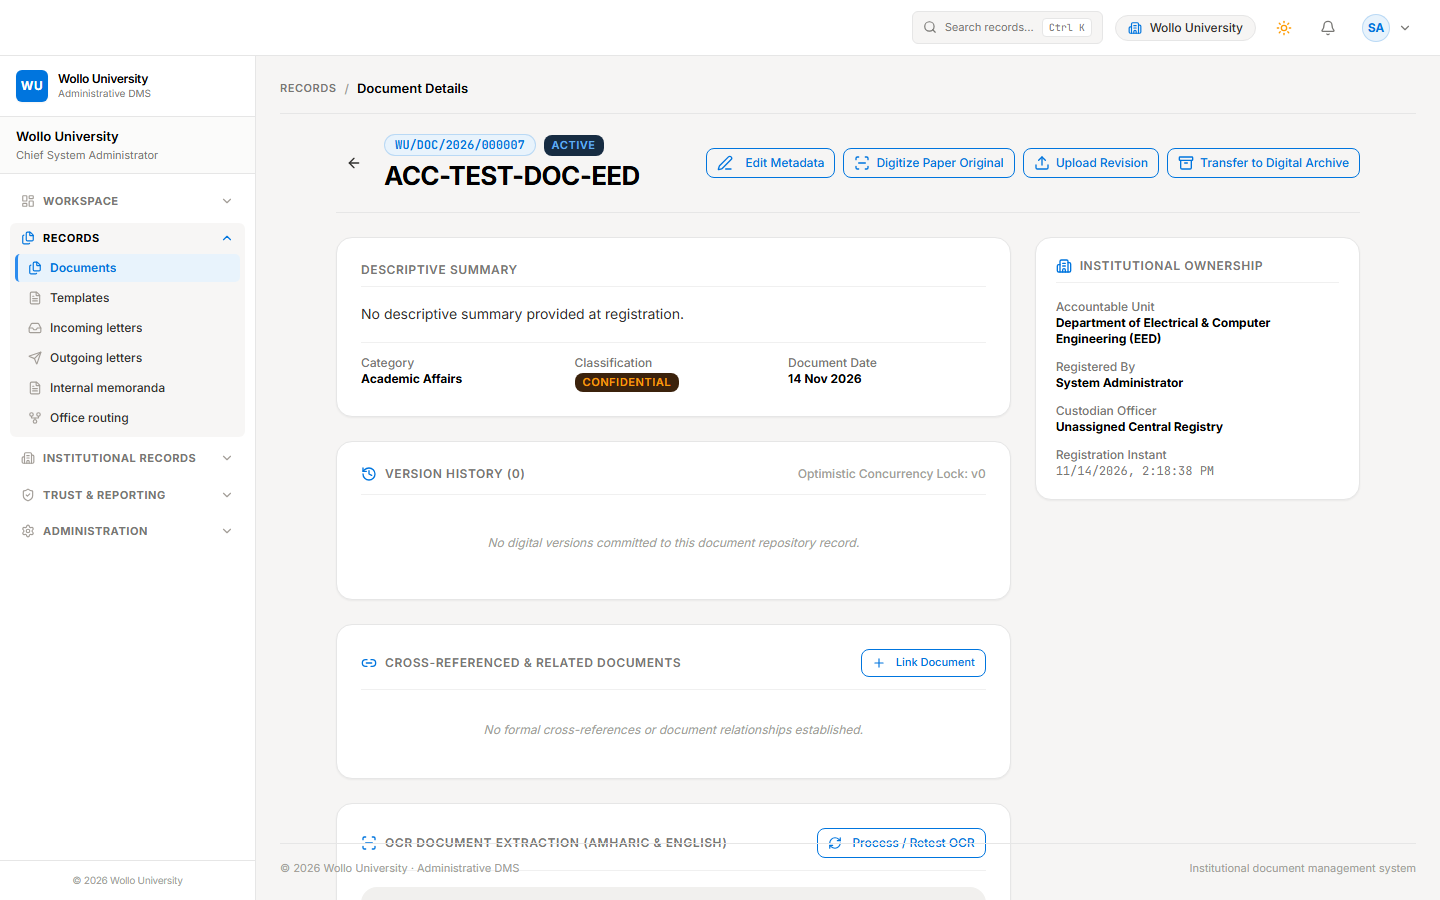 Search records...
Ctrl K
Wollo University
SA
WU
Wollo University
Administrative DMS
Wollo University
Chief System Administrator
WORKSPACE
RECORDS
Documents
Templates
Incoming letters
Outgoing letters
Internal memoranda
Office routing
INSTITUTIONAL RECORDS
TRUST & REPORTING
ADMINISTRATION
© 2026 Wollo University
RECORDS / Document Details
WU/DOC/2026/000007
ACTIVE
ACC-TEST-DOC-EED
Edit Metadata
Digitize Paper Original
Upload Revision
Transfer to Digital Archive
DESCRIPTIVE SUMMARY
No descriptive summary provided at registration.
Category
Academic Affairs
Classification
CONFIDENTIAL
Document Date
14 Nov 2026
VERSION HISTORY (0)
Optimistic Concurrency Lock: v0
No digital versions committed to this document repository record.
CROSS-REFERENCED & RELATED DOCUMENTS
Link Document
No formal cross-references or document relationships established.
OCR DOCUMENT EXTRACTION (AMHARIC & ENGLISH)
Process / Retest OCR
INSTITUTIONAL OWNERSHIP
Accountable Unit
Department of Electrical & Computer
Engineering (EED)
Registered By
System Administrator
Custodian Officer
Unassigned Central Registry
Registration Instant
11/14/2026, 2:18:38 PM
© 2026 Wollo University · Administrative DMS
Institutional document management system